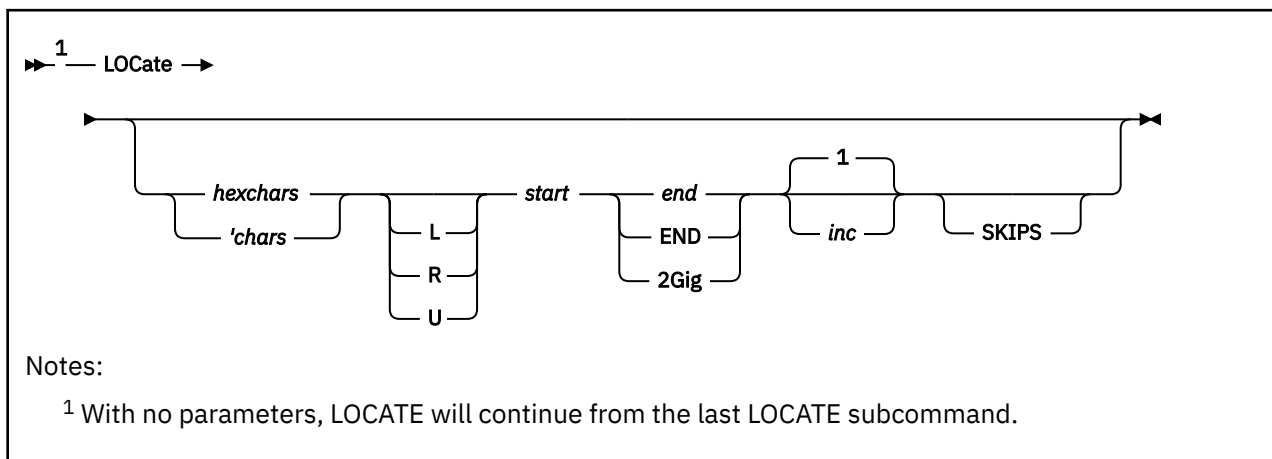 1
LOCate
1
hexchars start end
'chars L END inc SKIPS
R 2Gig
U
Notes:
1 With no parameters, LOCATE will continue from the last LOCATE subcommand.